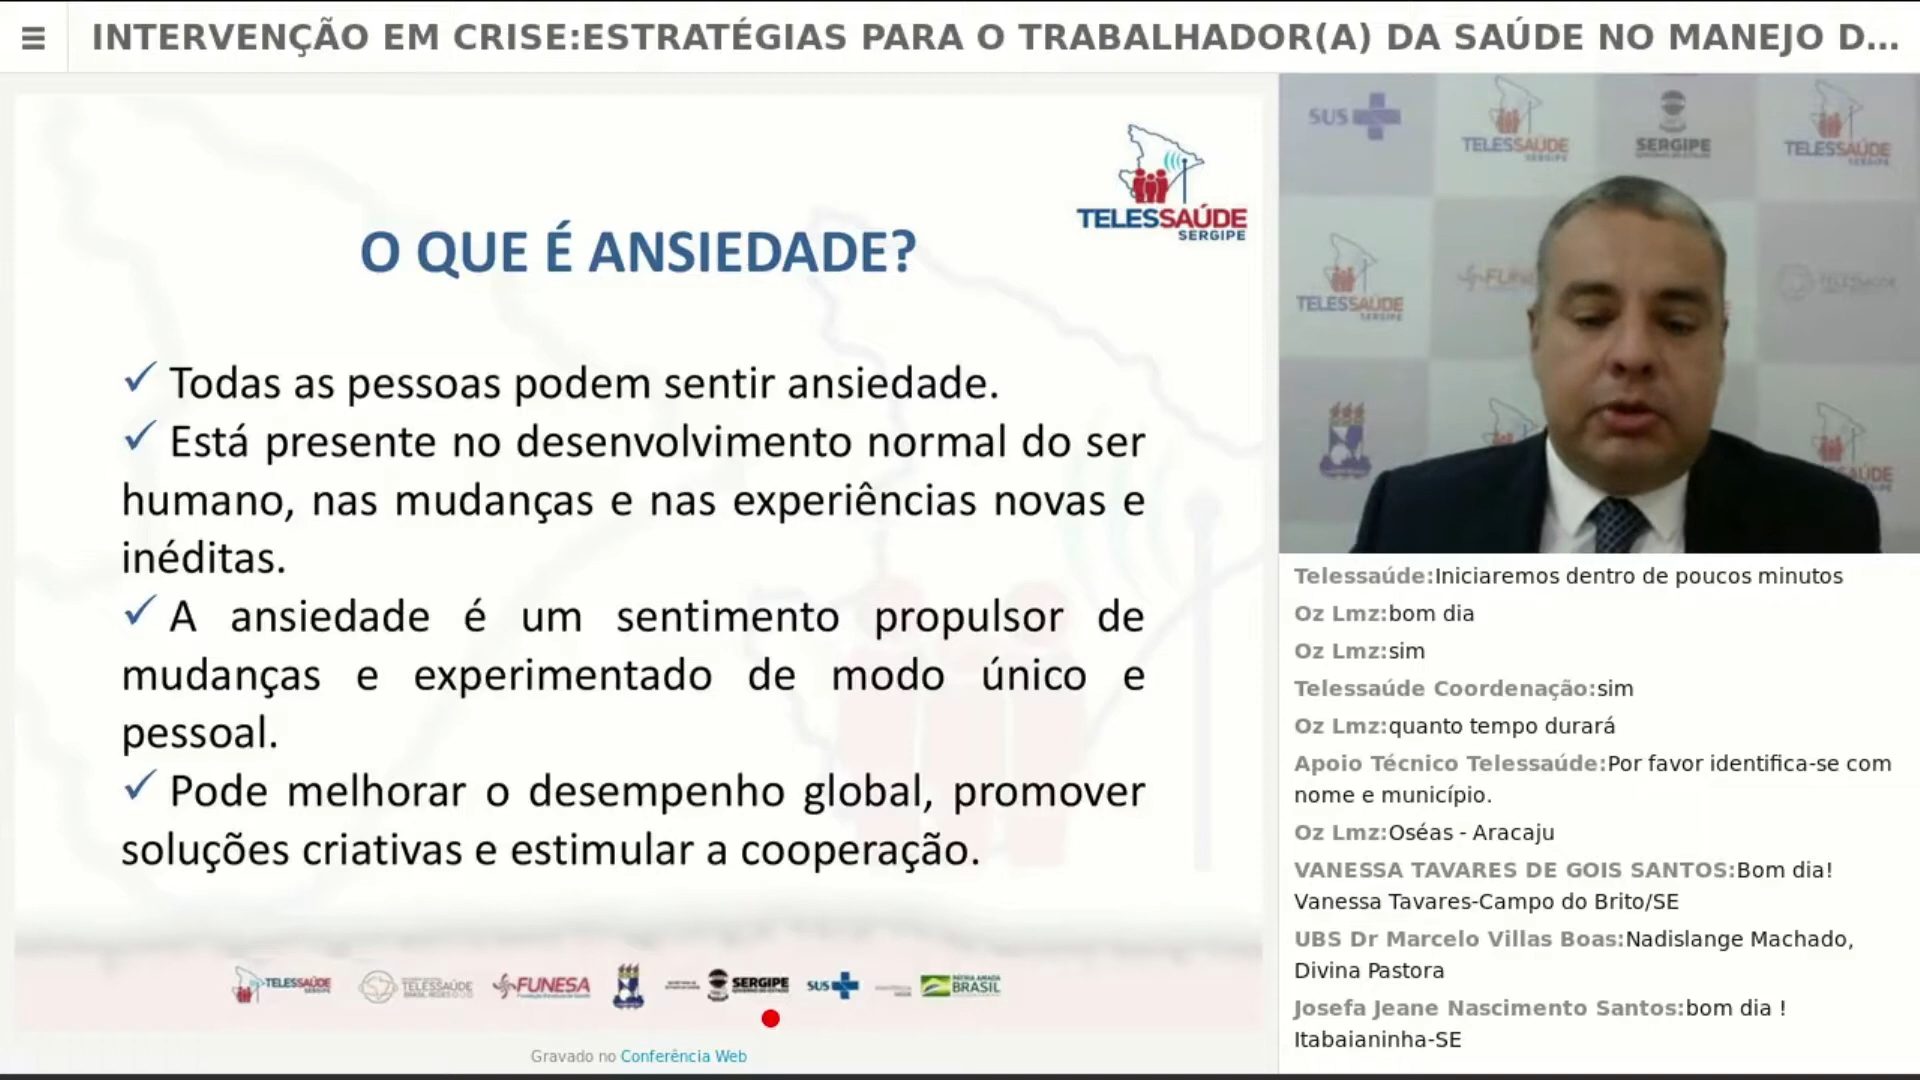 INTERVENÇÃO EM CRISE:ESTRATÉGIAS PARA O TRABALHADOR(A) DA SAÚDE NO MANEJO D...
TELESSAÚDE
SERGIPE
O QUE É ANSIEDADE?
✓ Todas as pessoas podem sentir ansiedade.
✓ Está presente no desenvolvimento normal do ser
humano, nas mudanças e nas experiências novas e
inéditas.
✓ A ansiedade é um sentimento propulsor de
mudanças e experimentado de modo único e
pessoal.
✓ Pode melhorar o desempenho global, promover
soluções criativas e estimular a cooperação.
TELESSAÚDE
SERGIPE
TELESSAÚDE
FUNESA
SERGIPE
SUS
PÁTRIA AMADA
BRASIL
Gravado no Conferência Web
SUS
TELESSAÚDE
SERGIPE
SERGIPE
TELESSAÚDE
SERGIPE
TELESSAÚDE
SERGIPE
Telessaúde:Iniciaremos dentro de poucos minutos
Oz Lmz:bom dia
Oz Lmz:sim
Telessaúde Coordenação:sim
Oz Lmz:quanto tempo durará
Apoio Técnico Telessaúde:Por favor identifica-se com
nome e município.
Oz Lmz:Oséas - Aracaju
VANESSA TAVARES DE GOIS SANTOS:Bom dia!
Vanessa Tavares-Campo do Brito/SE
UBS Dr Marcelo Villas Boas:Nadislange Machado,
Divina Pastora
Josefa Jeane Nascimento Santos:bom dia !
Itabaianinha-SE